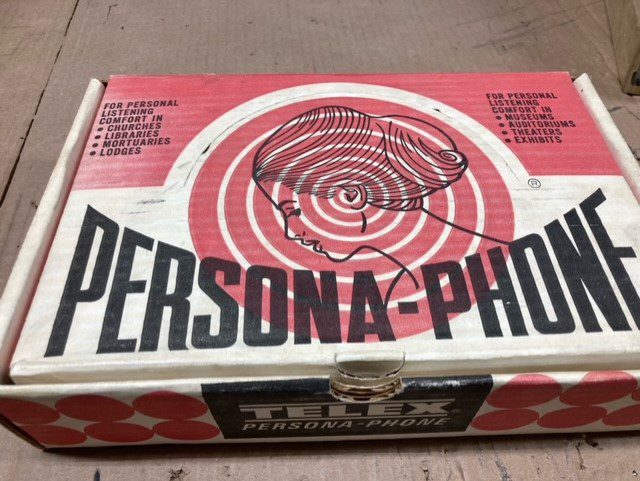 FOR PERSONAL
LISTENING
COMFORT IN
• CHURCHES
• LIBRARIES
• MORTUARIES
• LODGES
FOR PERSONAL
LISTENING
COMFORT IN
• MUSEUMS
• AUDITORIUMS
• THEATERS
• EXHIBITS
®
PERSONA-PHONE
TELEX®
PERSONA-PHONE